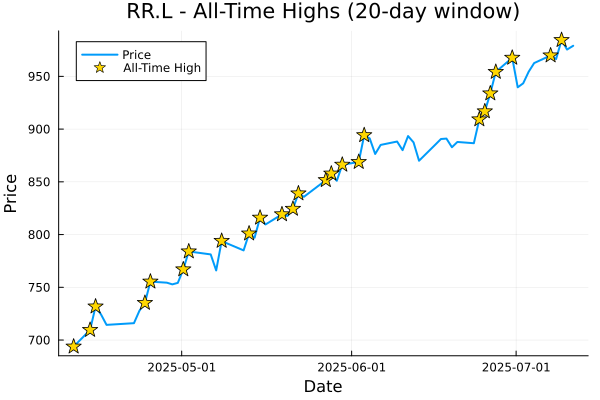 RR.L - All-Time Highs (20-day window)
Price
All-Time High
950
900
850
800
750
700
Price
2025-05-01
2025-06-01
2025-07-01
Date